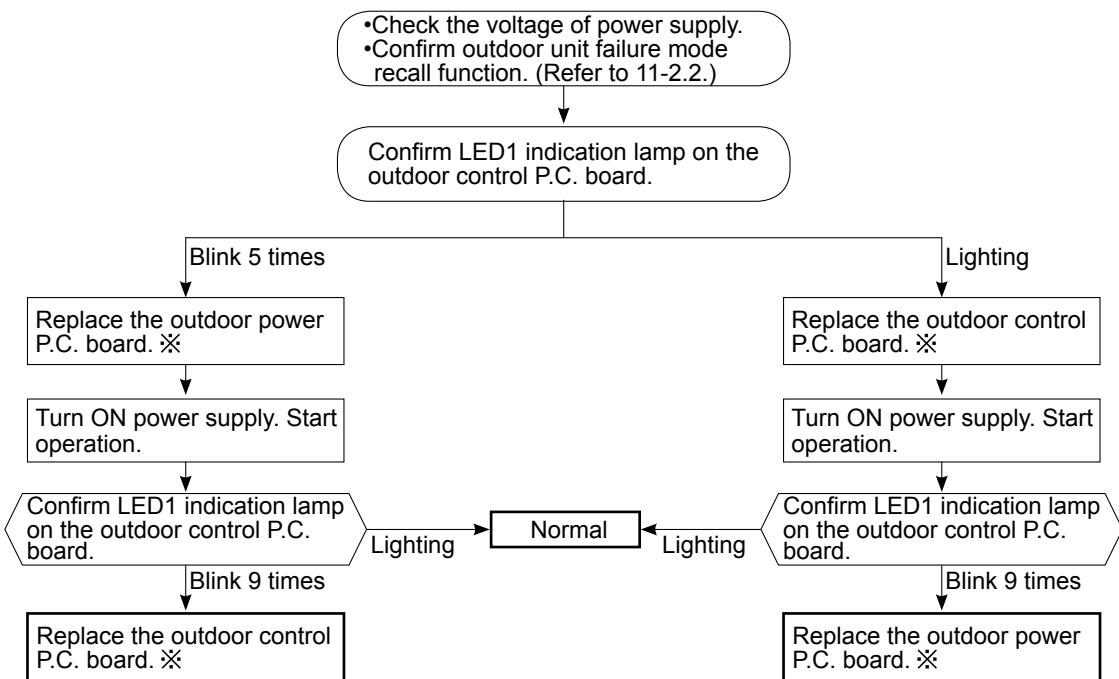 •Check the voltage of power supply.
•Confirm outdoor unit failure mode
recall function. (Refer to 11-2.2.)
Confirm LED1 indication lamp on the
outdoor control P.C. board.
Blink 5 times
Lighting
Replace the outdoor power
P.C. board. ※
Replace the outdoor control
P.C. board. ※
Turn ON power supply. Start
operation.
Turn ON power supply. Start
operation.
Confirm LED1 indication lamp
on the outdoor control P.C.
board.
Lighting
Normal
Lighting
Confirm LED1 indication lamp
on the outdoor control P.C.
board.
Blink 9 times
Blink 9 times
Replace the outdoor control
P.C. board. ※
Replace the outdoor power
P.C. board. ※